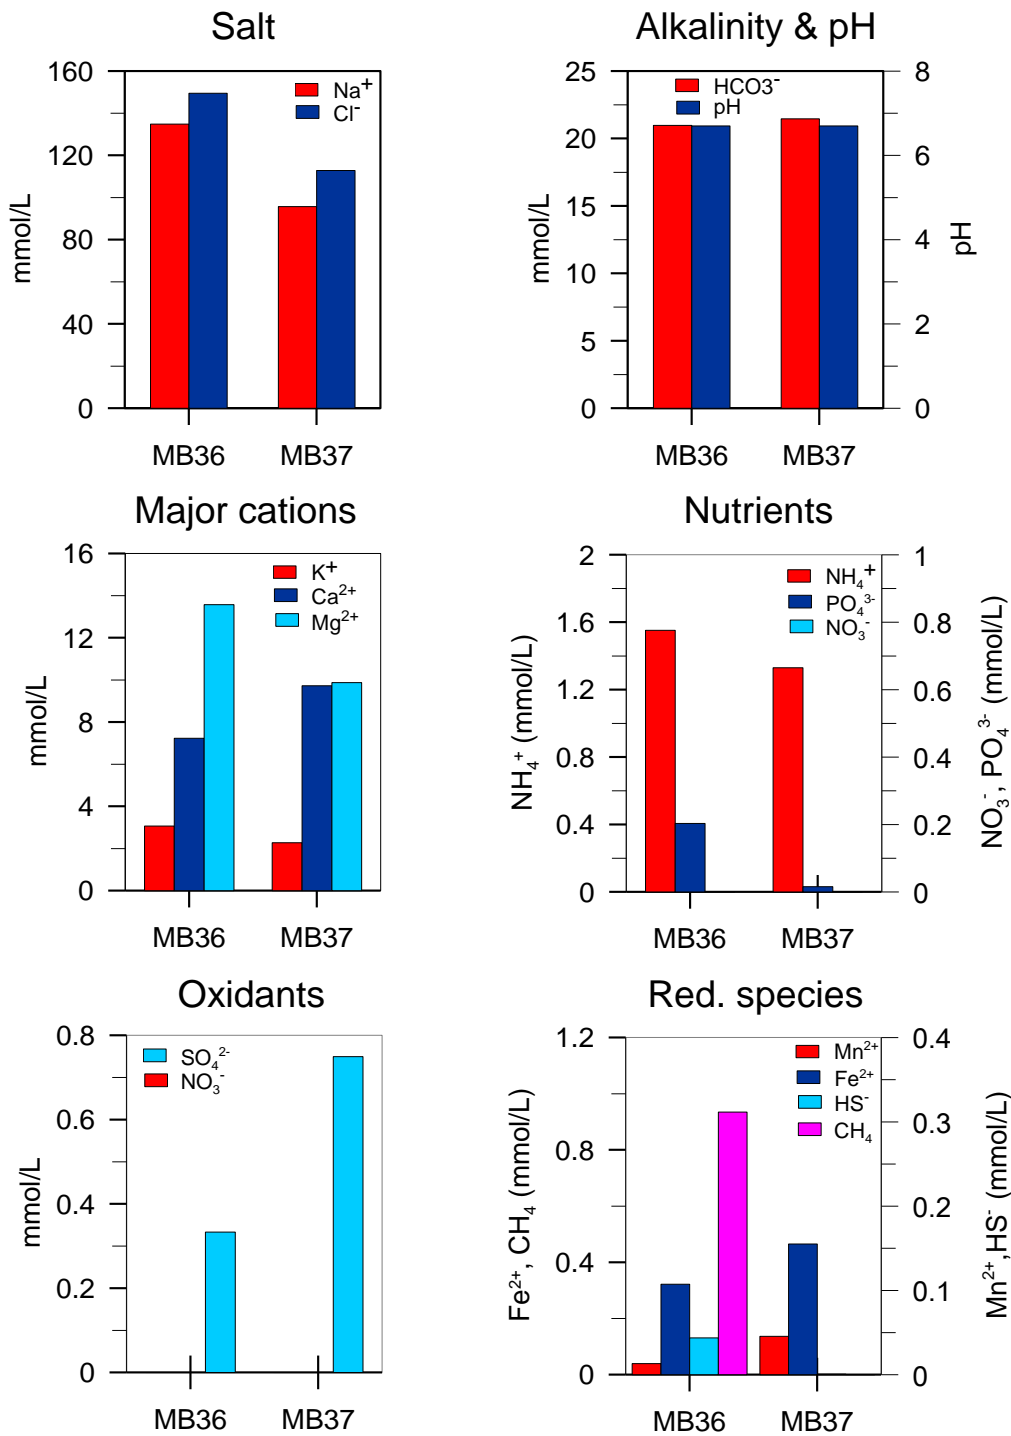 Salt
160
120
80
40
0
mmol/L
Na⁺
Cl⁻
MB36 MB37
Alkalinity & pH
25
20
15
10
5
0
mmol/L
HCO3⁻
pH
8
6
4
2
0
pH
MB36 MB37
Major cations
16
12
8
4
0
mmol/L
K⁺
Ca²⁺
Mg²⁺
MB36 MB37
Nutrients
2
1.6
1.2
0.8
0.4
0
NH₄⁺ (mmol/L)
NH₄⁺
PO₄³⁻
NO₃⁻
1
0.8
0.6
0.4
0.2
0
NO₃⁻, PO₄³⁻ (mmol/L)
MB36 MB37
Oxidants
0.8
0.6
0.4
0.2
0
mmol/L
SO₄²⁻
NO₃⁻
MB36 MB37
Red. species
1.2
0.8
0.4
0
Fe²⁺, CH₄ (mmol/L)
Mn²⁺
Fe²⁺
HS⁻
CH₄
0.4
0.3
0.2
0.1
0
Mn²⁺,HS⁻ (mmol/L)
MB36 MB37